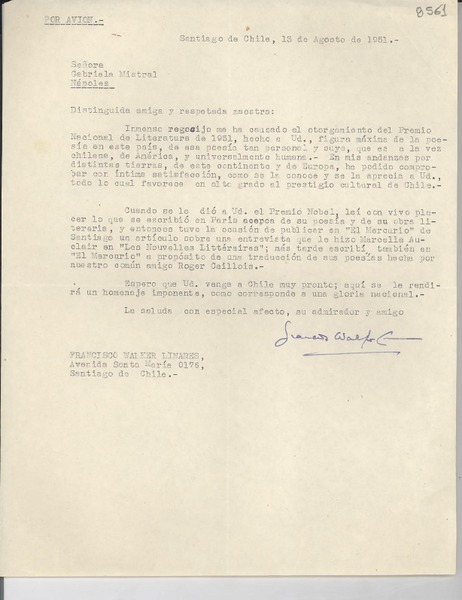 8561
POR AVION.-
Santiago de Chile, 13 de Agosto de 1951.-
Señora
Gabriela Mistral
Nápoles
Distinguida amiga y respetada maestra:
Inmenso regocijo me ha causado el otorgamiento del Premio
Nacional de Literatura de 1951, hecho a Ud., figura máxima de la poe-
sía en este país, de esa poesía tan personal y suya, que es a la vez
chilena, de América, y universalmente humana.- En mis andanzas por
distintas tierras, de este continente y de Europa, he podido compro-
bar con íntima satisfacción, como se la conoce y se la aprecia a Ud.,
todo lo cual favorece en alto grado el prestigio cultural de Chile.-
Cuando se le dió a Ud. el Premio Nobel, leí con vivo pla-
cer lo que se escribió en París acerca de su poesía y de su obra li-
teraria, y entonces tuve la ocasión de publicar en "El Mercurio" de
Santiago un artículo sobre una entrevista que le hizo Marcelle Au-
clair en "Les Nouvelles Littéraires"; más tarde escribí también en
"El Mercurio" a propósito de una traducción de sus poesías hecha por
nuestro común amigo Roger Caillois.
Espero que Ud. venga a Chile muy pronto; aquí se le rendi-
rá un homenaje imponente, como corresponde a una gloria nacional.-
La saluda con especial afecto, su admirador y amigo
Francisco Walker L
FRANCISCO WALKER LINARES,
Avenida Santa María 0176,
Santiago de Chile.-